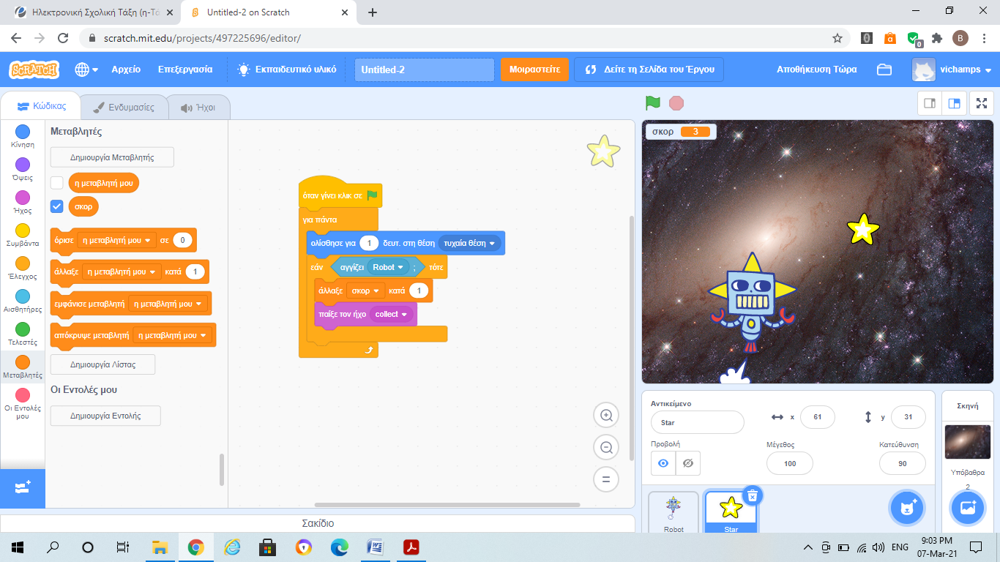 Ηλεκτρονική Σχολική Τάξη (η-Τά
Untitled-2 on Scratch
scratch.mit.edu/projects/497225696/editor/
0
B
SCRATCH
Αρχείο
Επεξεργασία
Εκπαιδευτικό υλικό
Untitled-2
Μοιραστείτε
Δείτε τη Σελίδα του Έργου
Αποθήκευση Τώρα
vichamps
Κώδικας
Ενδυμασίες
Ήχοι
Κίνηση
Όψεις
Ήχος
Συμβάντα
Έλεγχος
Αισθητήρες
Τελεστές
Μεταβλητές
Οι Εντολές μου
Μεταβλητές
Δημιουργία Μεταβλητής
η μεταβλητή μου
σκορ
όρισε η μεταβλητή μου σε 0
άλλαξε η μεταβλητή μου κατά 1
εμφάνισε μεταβλητή η μεταβλητή μου
απόκρυψε μεταβλητή η μεταβλητή μου
Δημιουργία Λίστας
Οι Εντολές μου
Δημιουργία Εντολής
όταν γίνει κλικ σε
για πάντα
ολίσθησε για 1 δευτ. στη θέση τυχαία θέση
εάν αγγίζει Robot ; τότε
άλλαξε σκορ κατά 1
παίξε τον ήχο collect
Σακίδιο
σκορ 3
Αντικείμενο
Star
x 61
y 31
Προβολή
Μέγεθος
100
Κατεύθυνση
90
Robot
Star
Σκηνή
Υπόβαθρα
2
ENG
9:03 PM
07-Mar-21